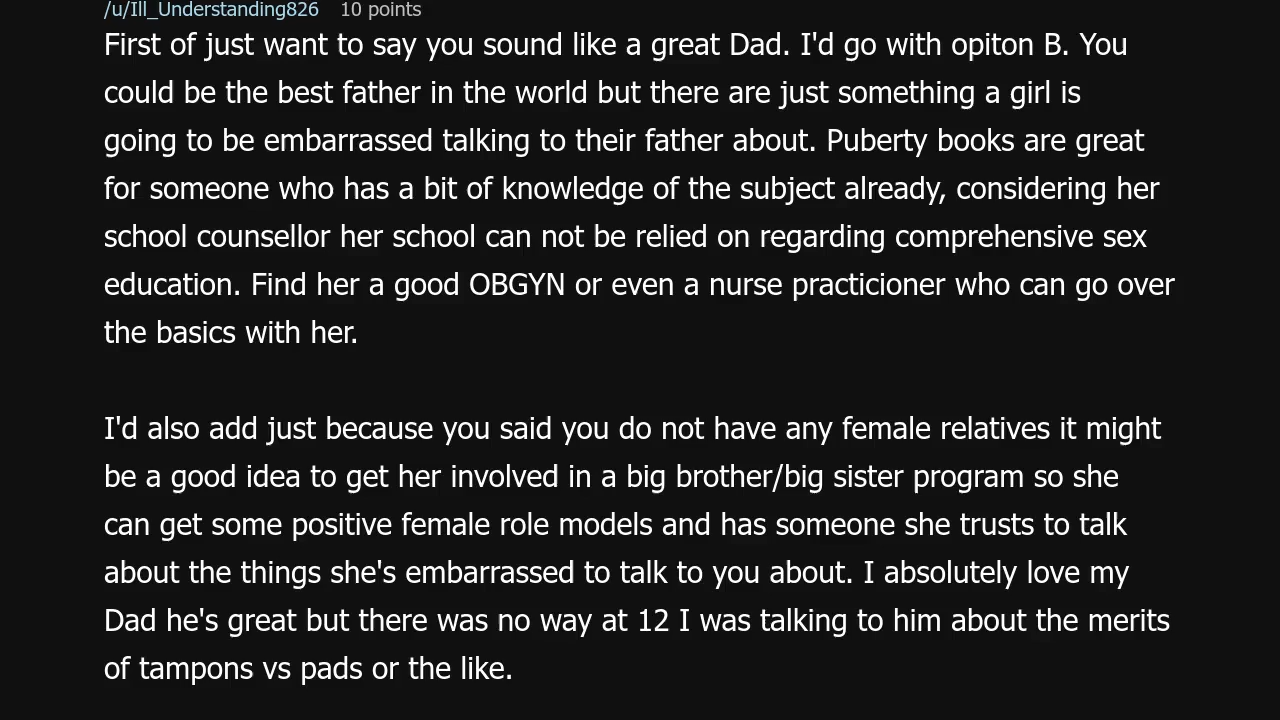 /u/Ill_Understanding826 10 points
First of just want to say you sound like a great Dad. I'd go with opiton B. You
could be the best father in the world but there are just something a girl is
going to be embarrassed talking to their father about. Puberty books are great
for someone who has a bit of knowledge of the subject already, considering her
school counsellor her school can not be relied on regarding comprehensive sex
education. Find her a good OBGYN or even a nurse practicioner who can go over
the basics with her.
I'd also add just because you said you do not have any female relatives it might
be a good idea to get her involved in a big brother/big sister program so she
can get some positive female role models and has someone she trusts to talk
about the things she's embarrassed to talk to you about. I absolutely love my
Dad he's great but there was no way at 12 I was talking to him about the merits
of tampons vs pads or the like.